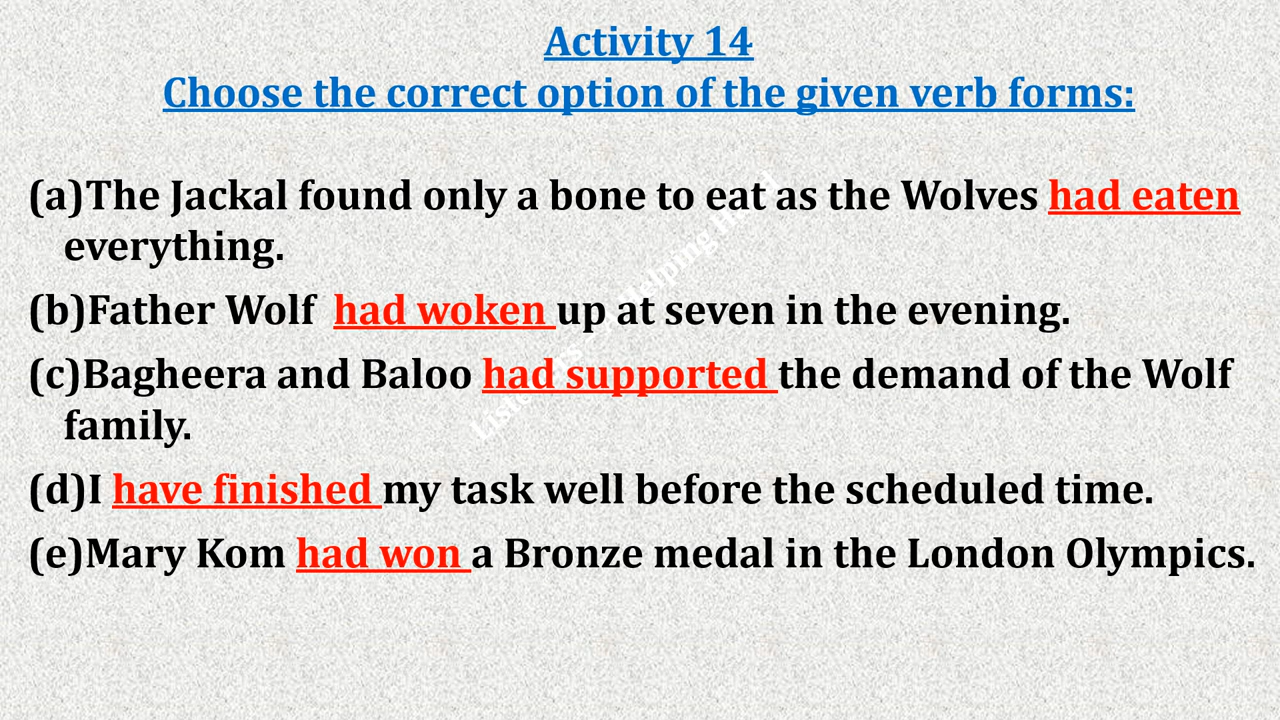 Activity 14
Choose the correct option of the given verb forms:
(a)The Jackal found only a bone to eat as the Wolves had eaten
everything.
(b)Father Wolf had woken up at seven in the evening.
(c)Bagheera and Baloo had supported the demand of the Wolf
family.
(d)I have finished my task well before the scheduled time.
(e)Mary Kom had won a Bronze medal in the London Olympics.